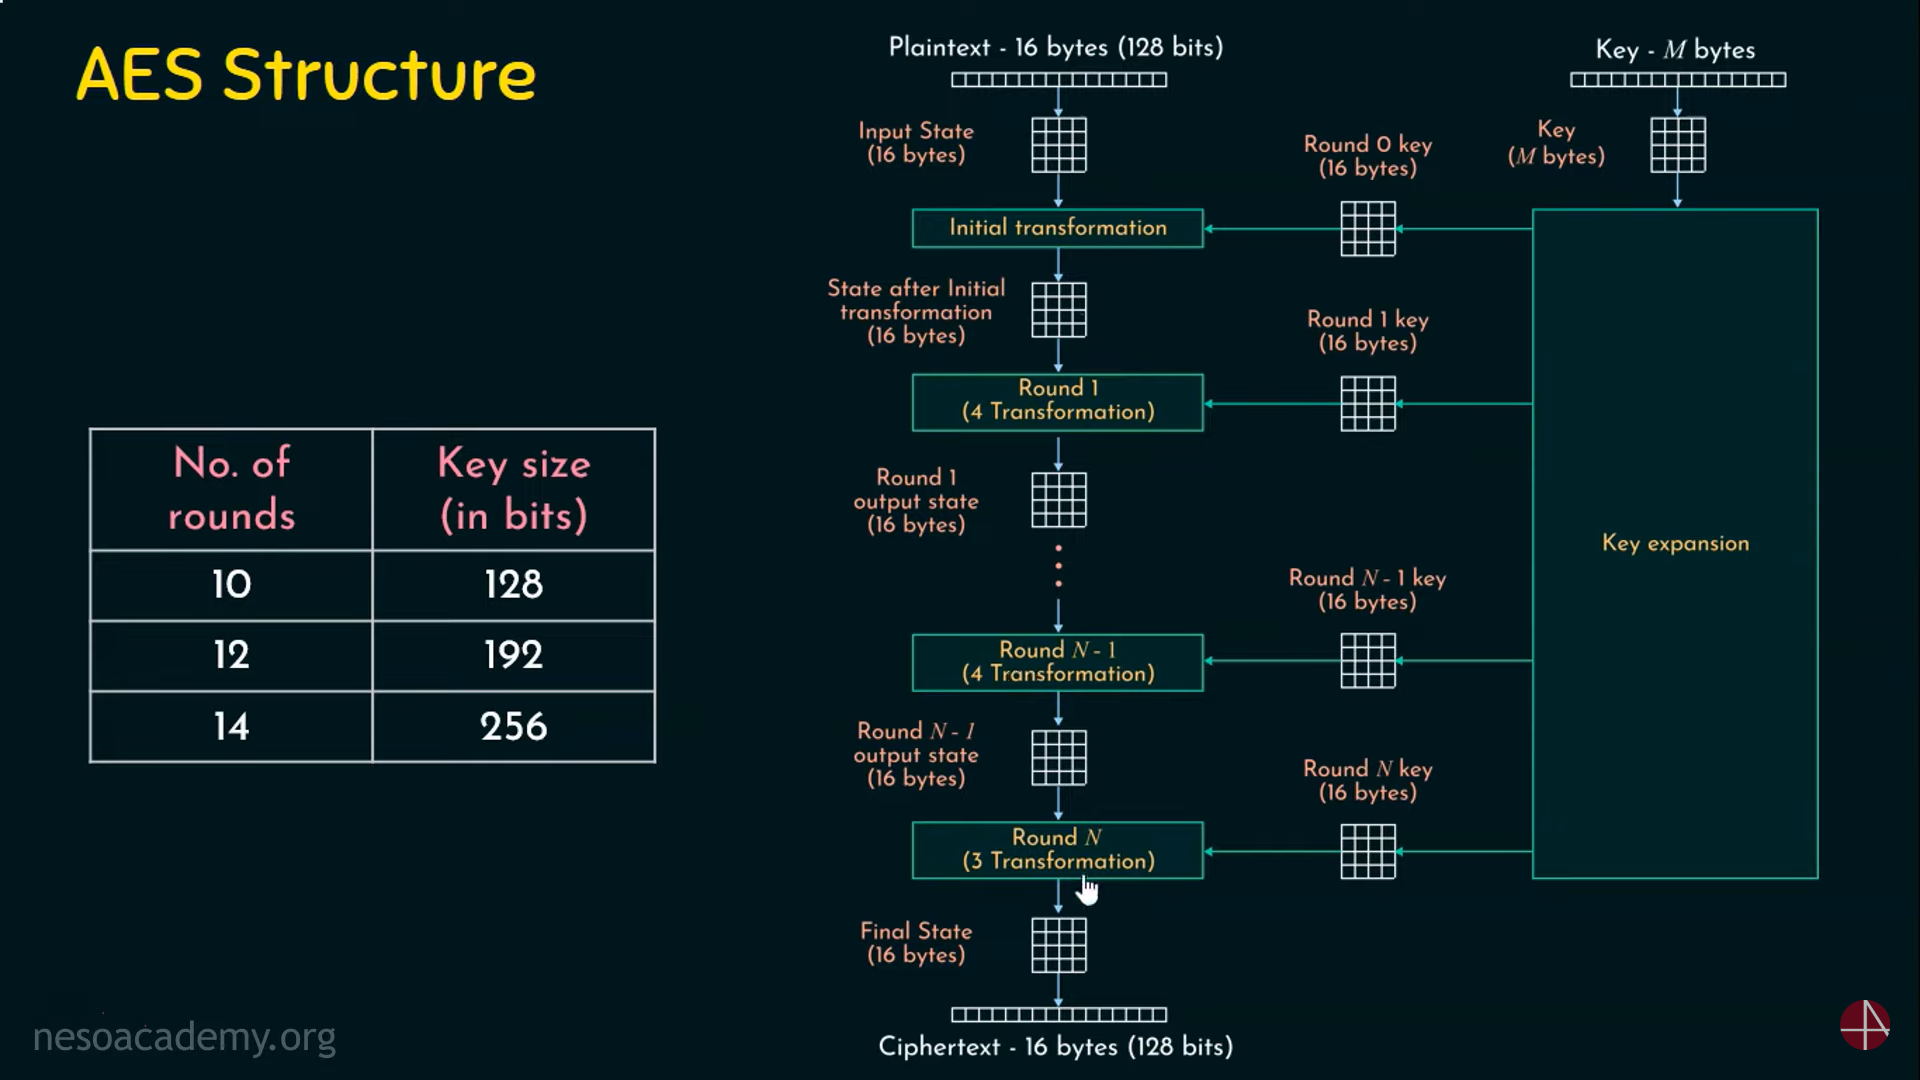 AES Structure
No. of
rounds
Key size
(in bits)
10
128
12
192
14
256
Plaintext - 16 bytes (128 bits)
Key - M bytes
Input State
(16 bytes)
Key
(M bytes)
Round 0 key
(16 bytes)
Initial transformation
State after Initial
transformation
(16 bytes)
Round 1 key
(16 bytes)
Round 1
(4 Transformation)
Round 1
output state
(16 bytes)
Key expansion
Round N - 1 key
(16 bytes)
Round N - 1
(4 Transformation)
Round N - 1
output state
(16 bytes)
Round N key
(16 bytes)
Round N
(3 Transformation)
Final State
(16 bytes)
Ciphertext - 16 bytes (128 bits)
nesoacademy.org